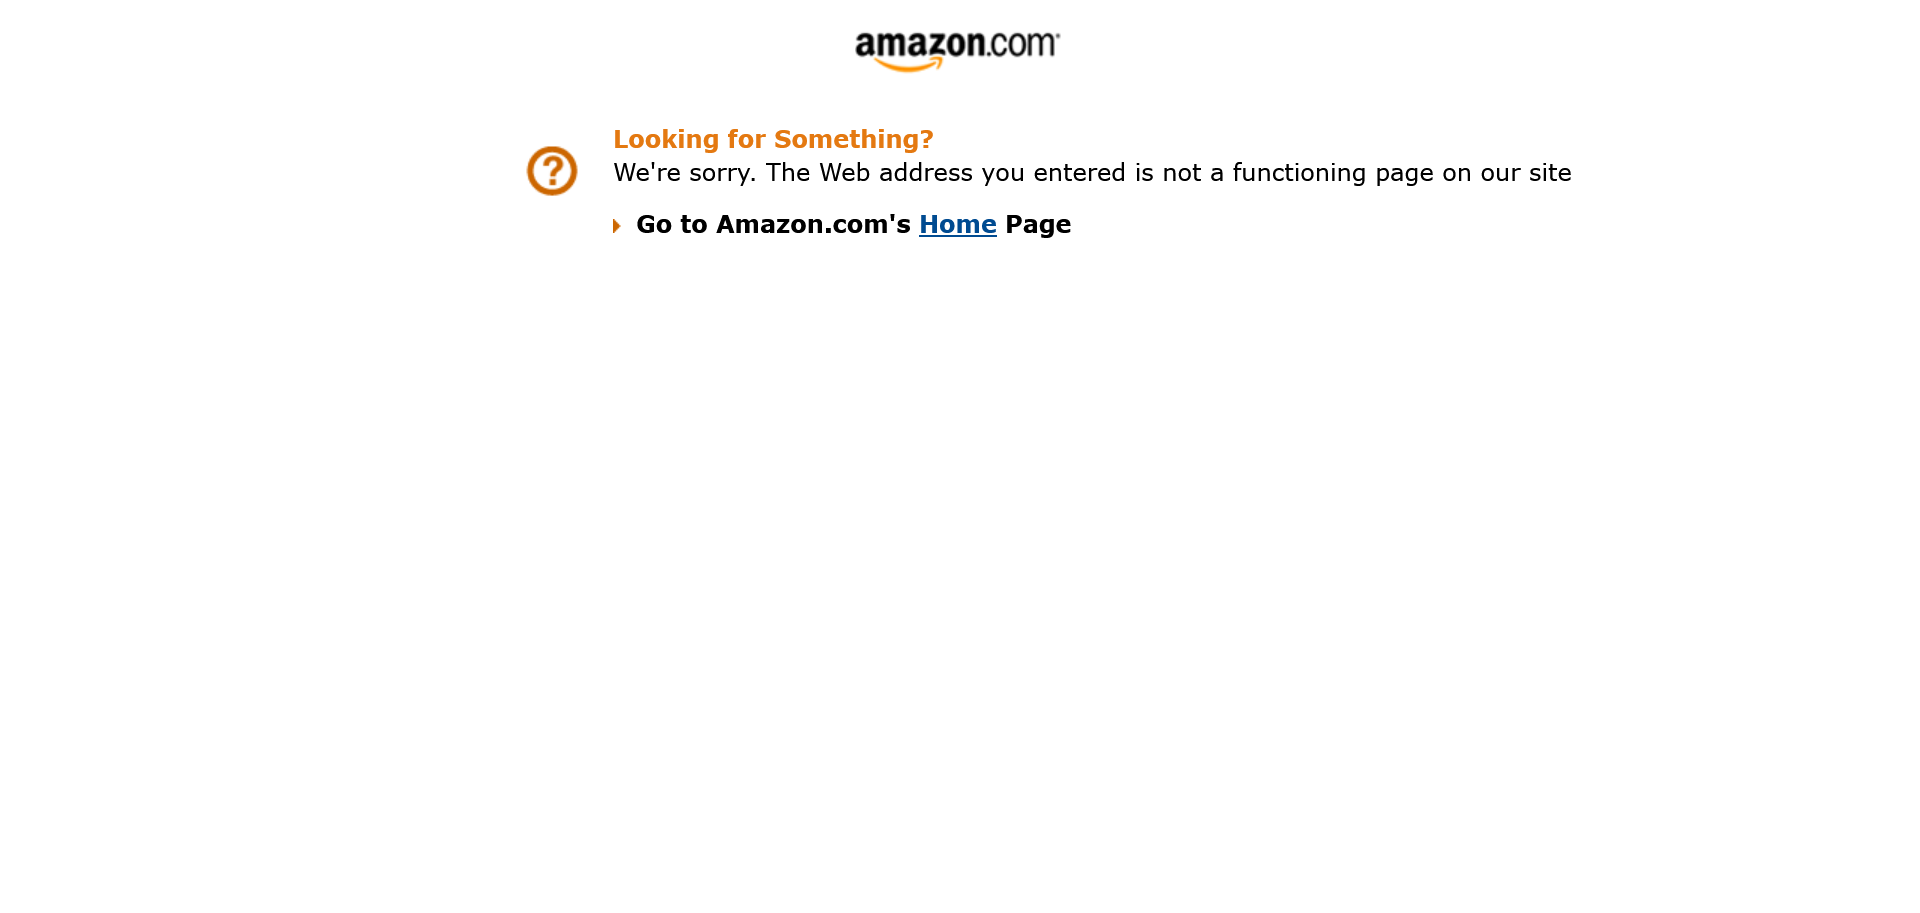 amazon.com
Looking for Something?
We're sorry. The Web address you entered is not a functioning page on our site
Go to Amazon.com's Home Page